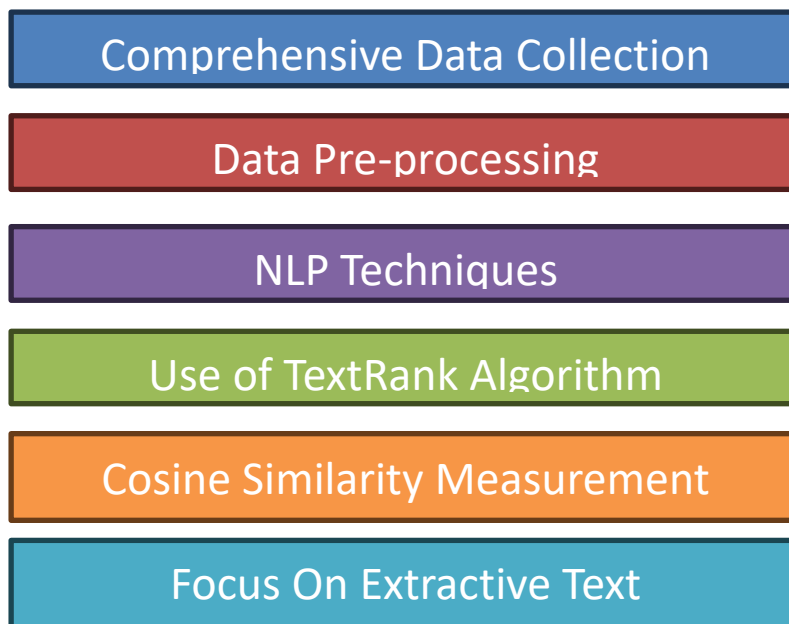 Comprehensive Data Collection
Data Pre-processing
NLP Techniques
Use of TextRank Algorithm
Cosine Similarity Measurement
Focus On Extractive Text